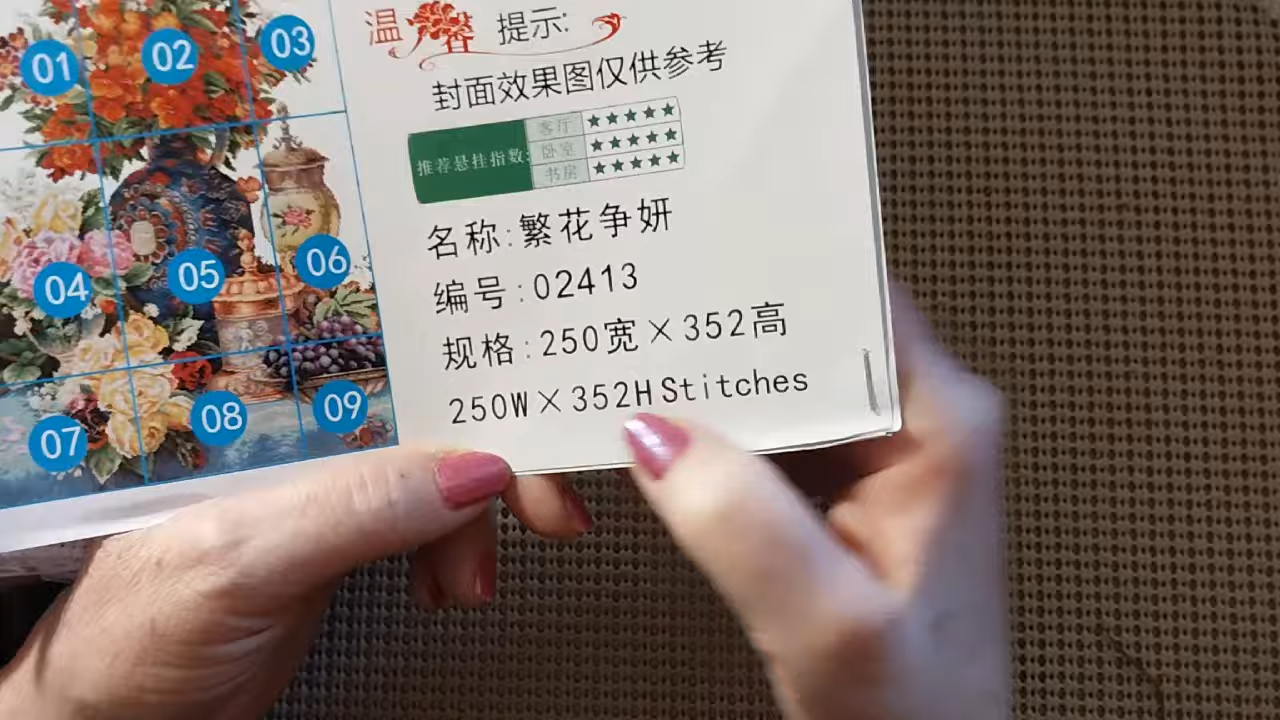 01
02
03
04
05
06
07
08
09
温馨提示:
封面效果图仅供参考
推荐悬挂指数:
客厅 ★★★★★
卧室 ★★★★★
书房 ★★★★★
名称:繁花争妍
编号:02413
规格:250宽×352高
250W×352H Stitches